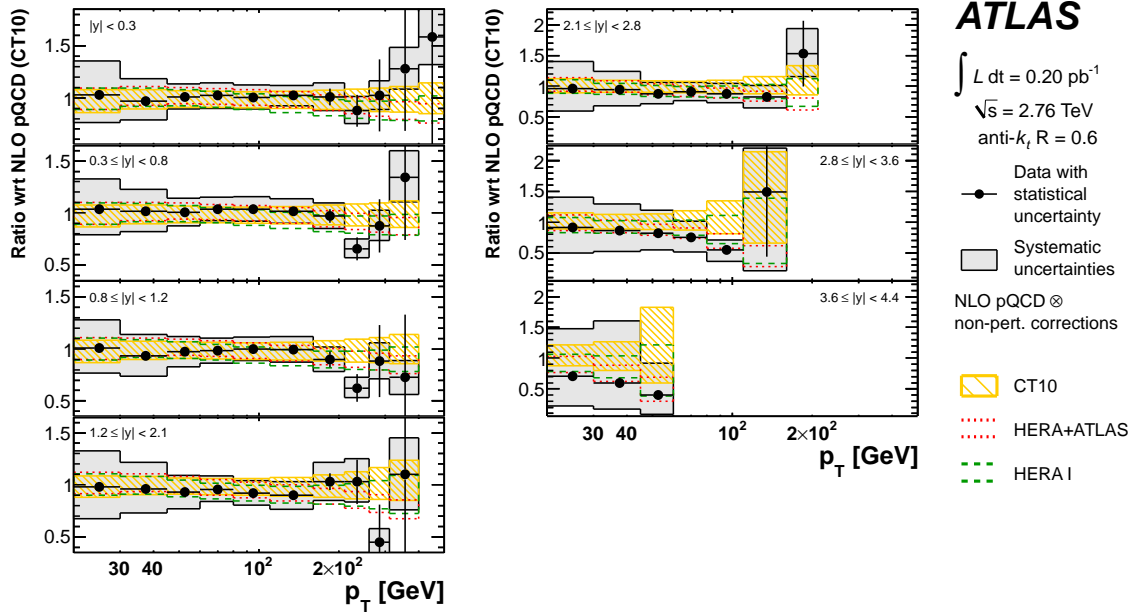 Ratio wrt NLO pQCD (CT10)
|y| < 0.3
1.5
1
0.3 ≤ |y| < 0.8
1.5
1
0.5
0.8 ≤ |y| < 1.2
1.5
1
0.5
1.2 ≤ |y| < 2.1
1.5
1
0.5
30 40 10² 2×10²
p_T [GeV]
Ratio wrt NLO pQCD (CT10)
2.1 ≤ |y| < 2.8
2
1.5
1
0.5
2.8 ≤ |y| < 3.6
2
1.5
1
0.5
3.6 ≤ |y| < 4.4
2
1.5
1
0.5
30 40 10² 2×10²
p_T [GeV]
ATLAS
∫ L dt = 0.20 pb⁻¹
√s = 2.76 TeV
anti-k_t R = 0.6
Data with
statistical
uncertainty
Systematic
uncertainties
NLO pQCD ⊗
non-pert. corrections
CT10
HERA+ATLAS
HERA I